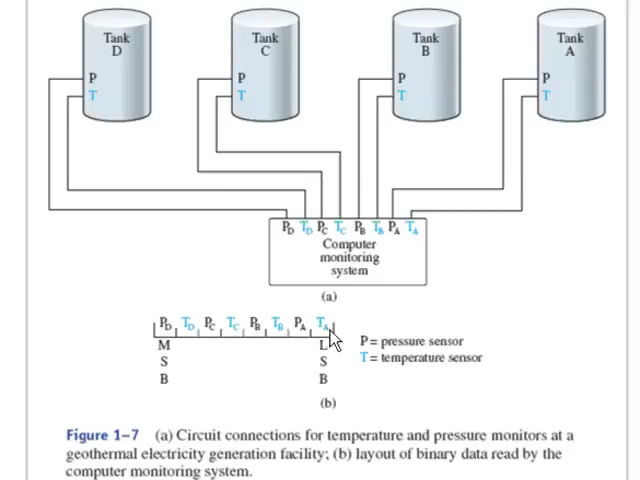 Tank D
Tank C
Tank B
Tank A
P
P
P
P
T
T
T
T
PD TD PC TC PB TB PA TA
Computer
monitoring
system
(a)
PD TD PC TC PB TB PA TA
M L
S S
B B
P = pressure sensor
T = temperature sensor
(b)
Figure 1–7 (a) Circuit connections for temperature and pressure monitors at a
geothermal electricity generation facility; (b) layout of binary data read by the
computer monitoring system.